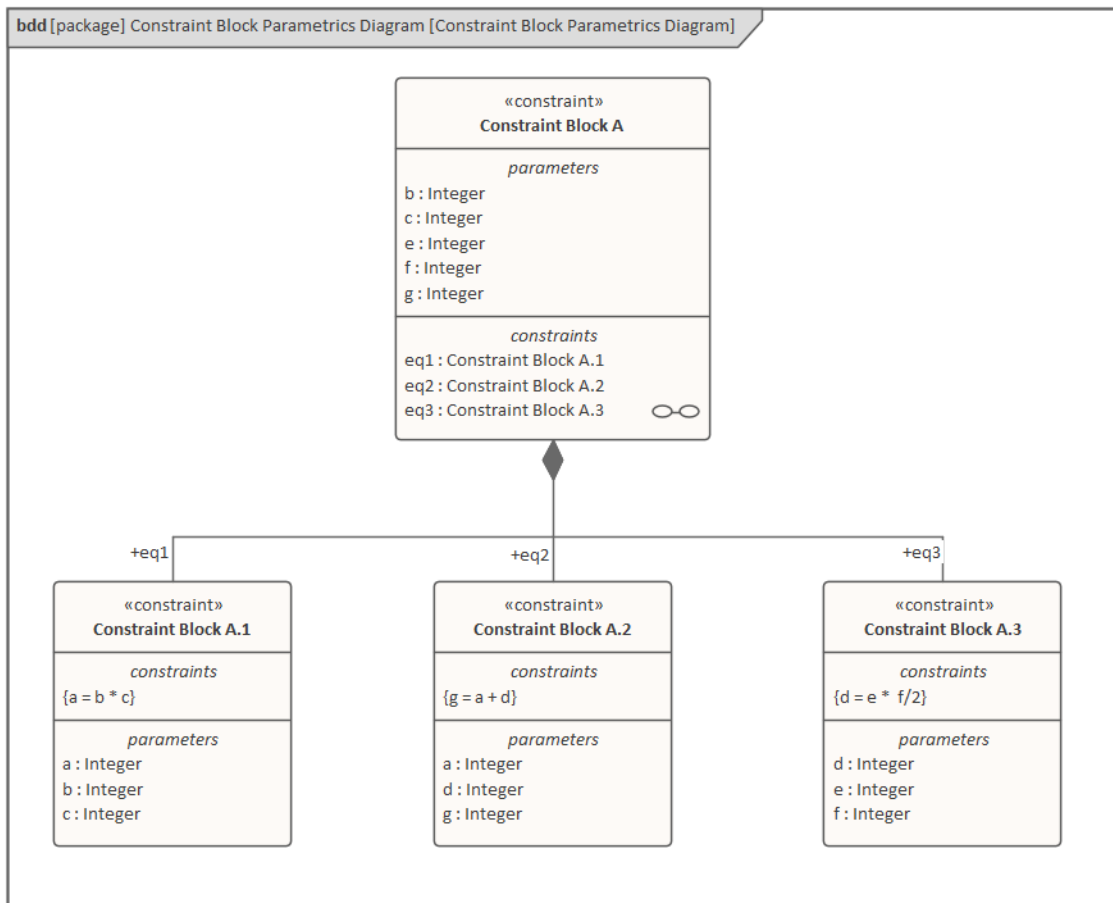 bdd [package] Constraint Block Parametrics Diagram [Constraint Block Parametrics Diagram]
«constraint»
Constraint Block A
parameters
b : Integer
c : Integer
e : Integer
f : Integer
g : Integer
constraints
eq1 : Constraint Block A.1
eq2 : Constraint Block A.2
eq3 : Constraint Block A.3
+eq1
+eq2
+eq3
«constraint»
Constraint Block A.1
constraints
{a = b * c}
parameters
a : Integer
b : Integer
c : Integer
«constraint»
Constraint Block A.2
constraints
{g = a + d}
parameters
a : Integer
d : Integer
g : Integer
«constraint»
Constraint Block A.3
constraints
{d = e * f/2}
parameters
d : Integer
e : Integer
f : Integer